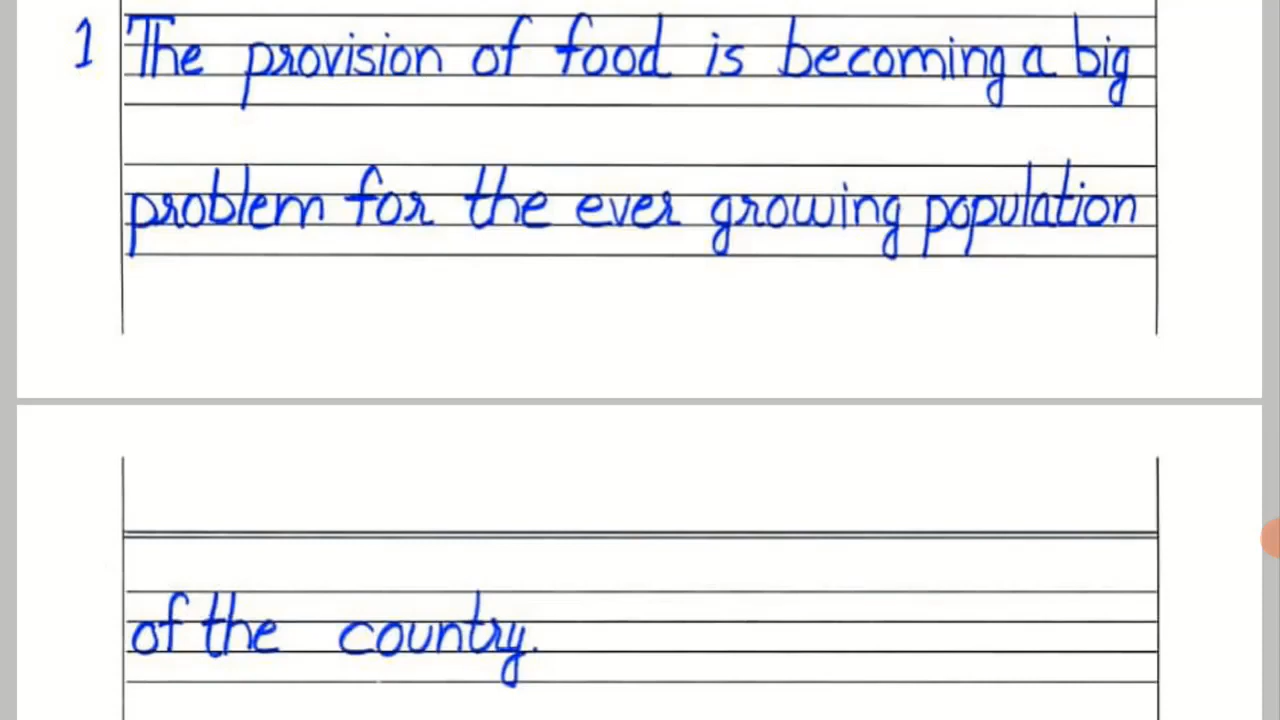 1 The provision of food is becoming a big
problem for the ever growing population
of the country.